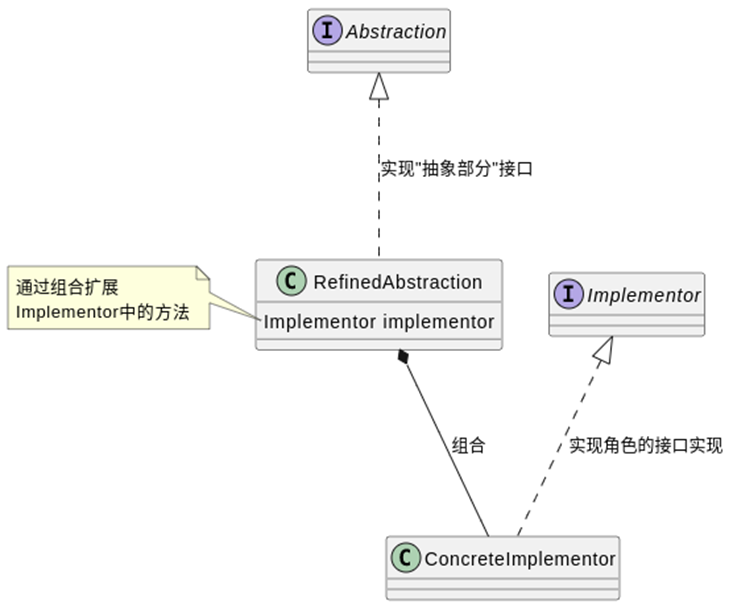 I Abstraction
实现"抽象部分"接口
通过组合扩展
Implementor中的方法
C RefinedAbstraction
Implementor implementor
I Implementor
组合
实现角色的接口实现
C ConcreteImplementor